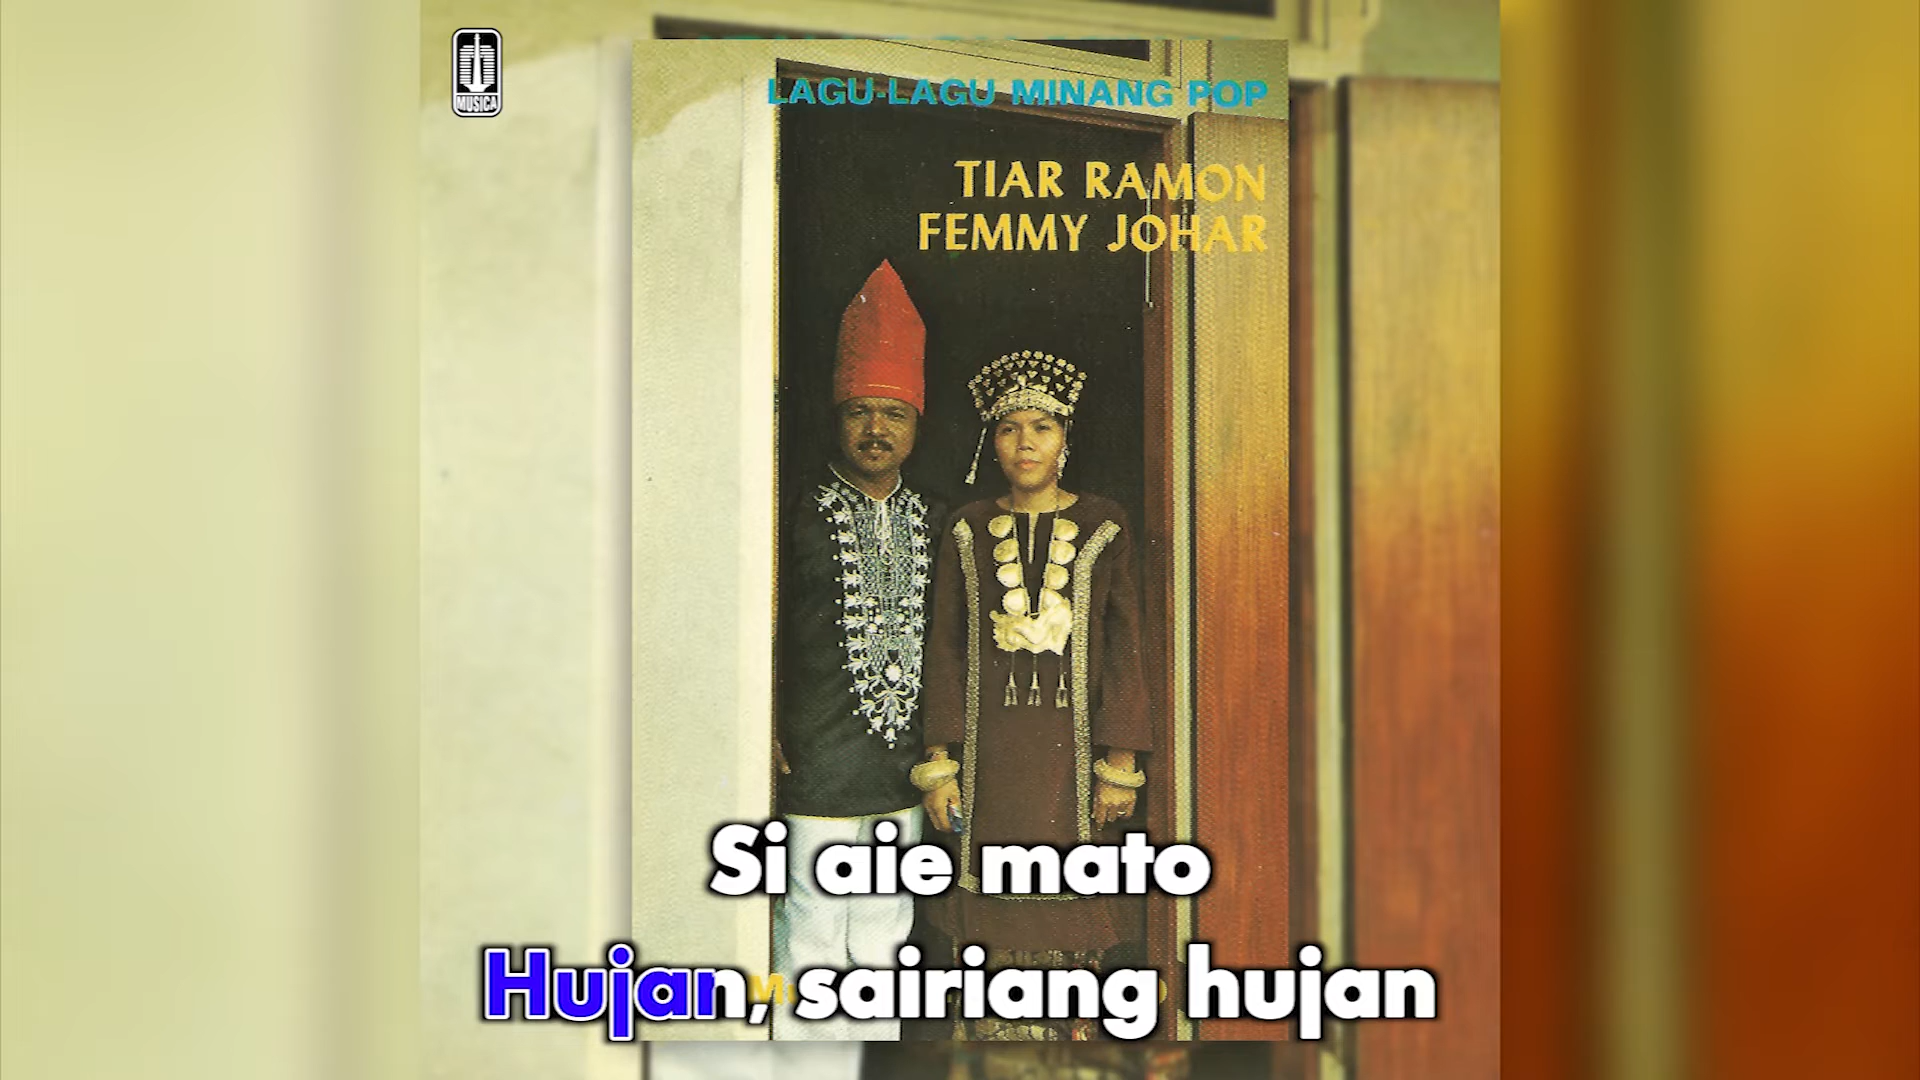 MUSICA
LAGU-LAGU MINANG POP
TIAR RAMON
FEMMY JOHAR
Si aie mato
Hujan, sairiang hujan